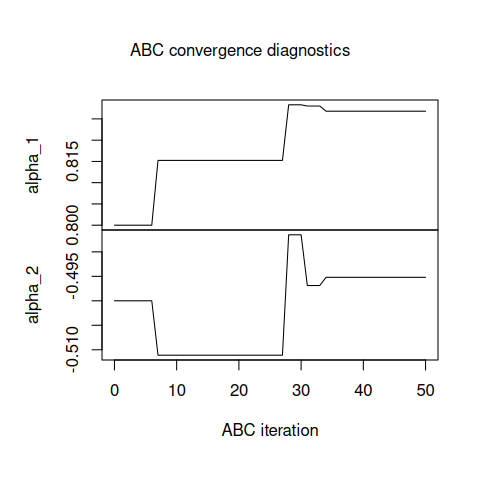 ABC convergence diagnostics
alpha_1
0.815
0.800
alpha_2
-0.495
-0.510
0 10 20 30 40 50
ABC iteration